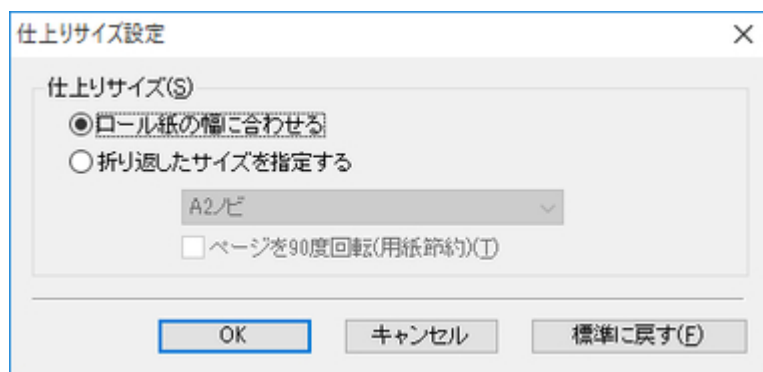 仕上りサイズ設定
仕上りサイズ(S)
ロール紙の幅に合わせる
折り返したサイズを指定する
A2ノビ
ページを90度回転(用紙節約)(T)
OK キャンセル 標準に戻す(F)